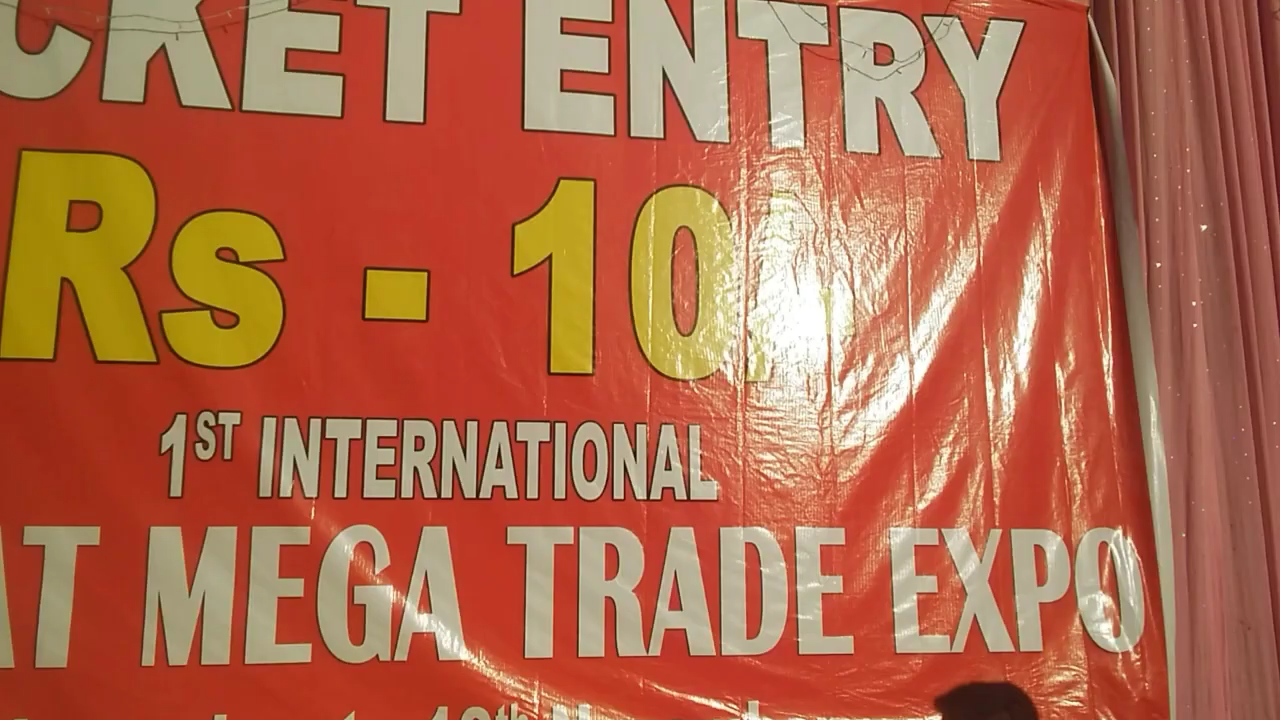 CKET ENTRY
Rs - 10
1ST INTERNATIONAL
AT MEGA TRADE EXPO